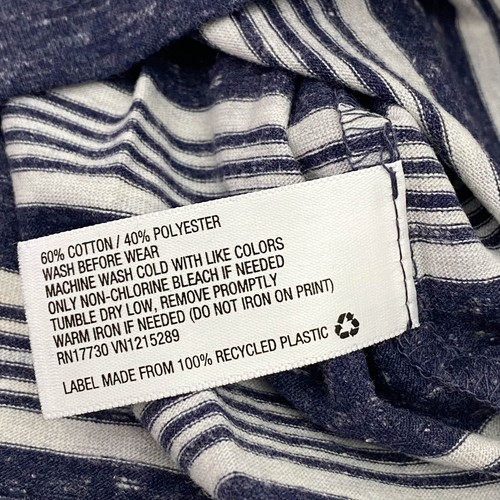 60% COTTON / 40% POLYESTER
WASH BEFORE WEAR
MACHINE WASH COLD WITH LIKE COLORS
ONLY NON-CHLORINE BLEACH IF NEEDED
TUMBLE DRY LOW, REMOVE PROMPTLY
WARM IRON IF NEEDED (DO NOT IRON ON PRINT)
RN17730 VN1215289
LABEL MADE FROM 100% RECYCLED PLASTIC